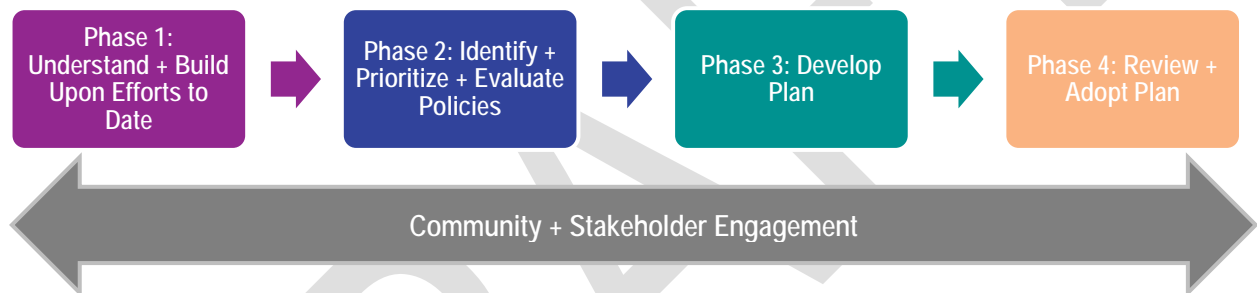 Phase 1:
Understand + Build
Upon Efforts to
Date
Phase 2: Identify +
Prioritize + Evaluate
Policies
Phase 3: Develop
Plan
Phase 4: Review +
Adopt Plan
Community + Stakeholder Engagement